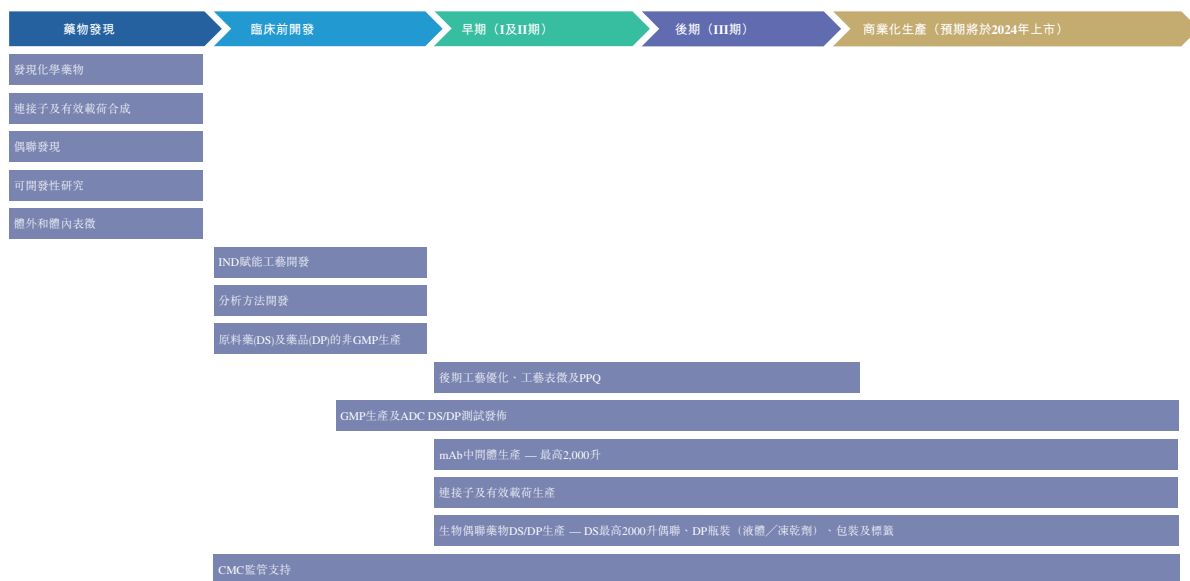 藥物發現
臨床前開發
早期（I及II期）
後期（III期）
商業化生產（預期將於2024年上市）
發現化學藥物
連接子及有效載荷合成
偶聯發現
可開發性研究
體外和體內表徵
IND賦能工藝開發
分析方法開發
原料藥(DS)及藥品(DP)的非GMP生產
後期工藝優化、工藝表徵及PPQ
GMP生產及ADC DS/DP測試發佈
mAb中間體生產 — 最高2,000升
連接子及有效載荷生產
生物偶聯藥物DS/DP生產 — DS最高2000升偶聯、DP瓶裝（液體╱凍乾劑）、包裝及標籤
CMC監管支持